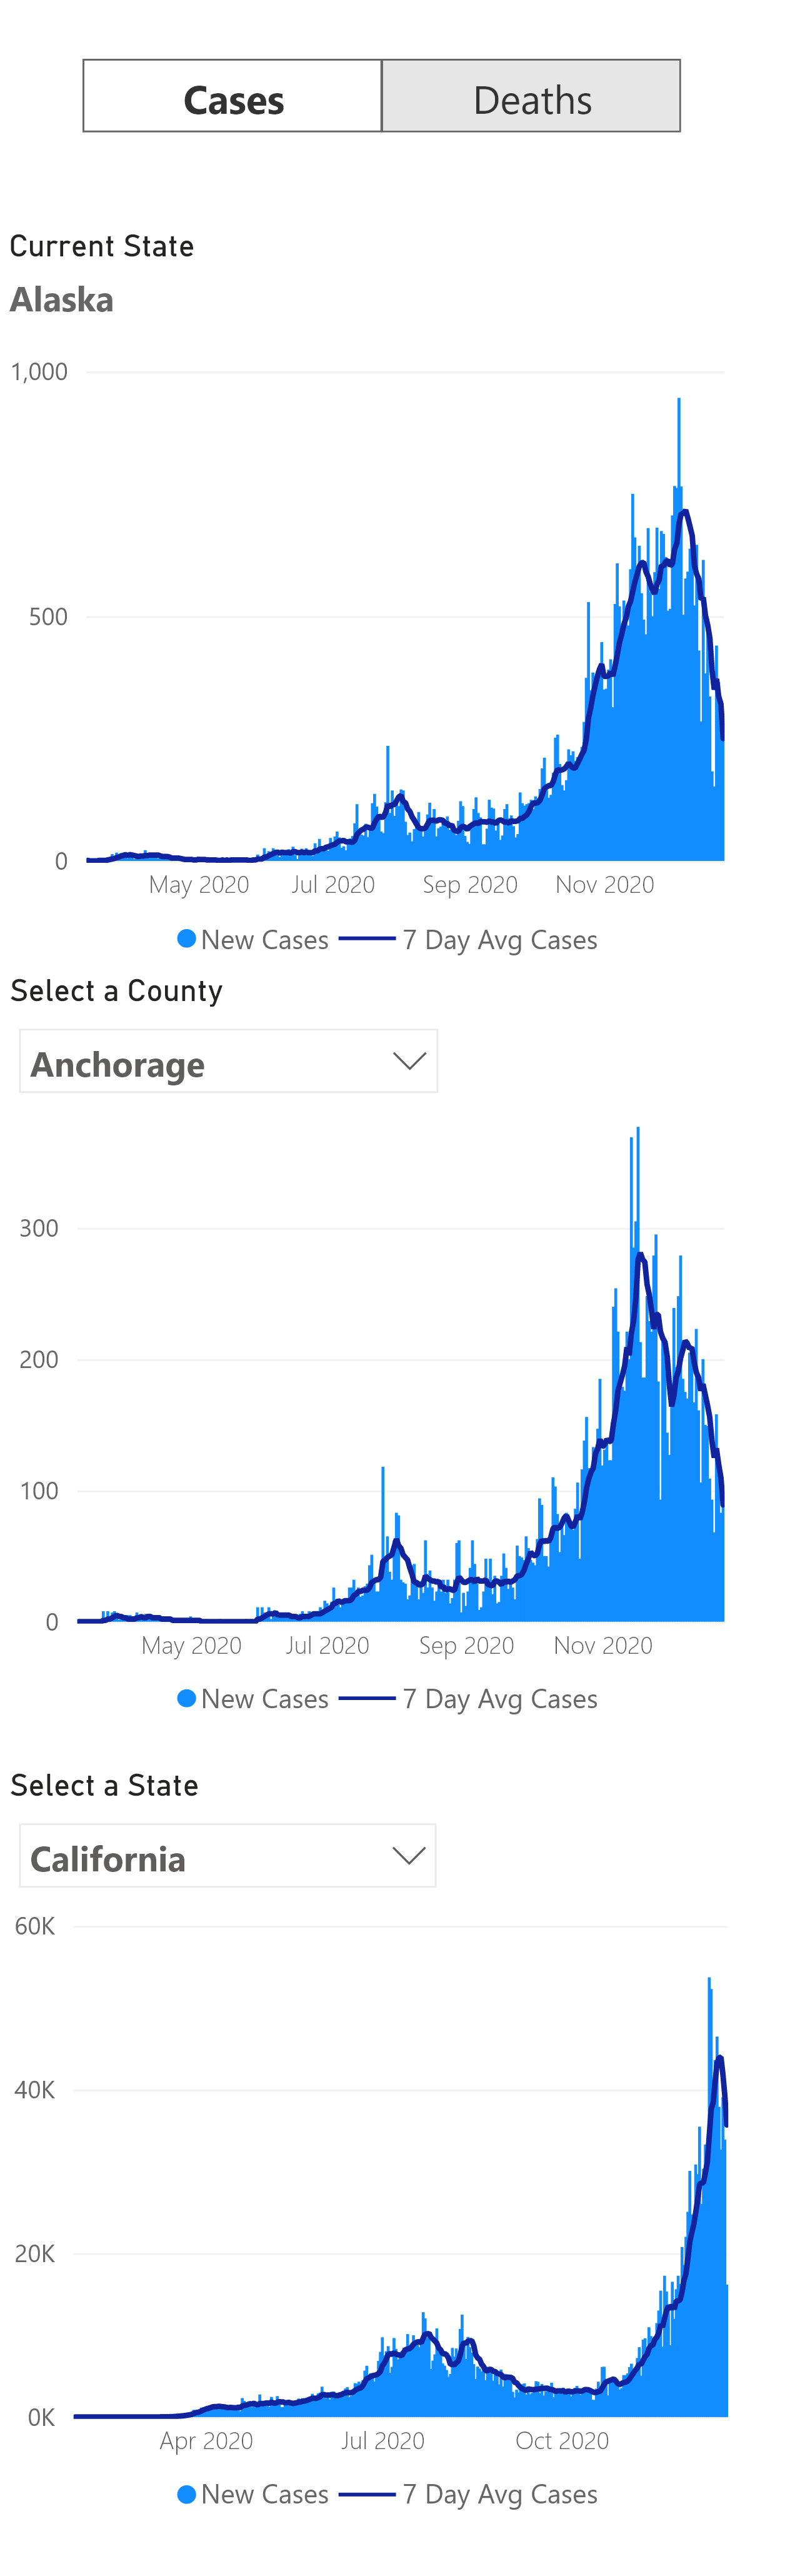 Cases Deaths
Current State
Alaska
1,000
500
0
May 2020 Jul 2020 Sep 2020 Nov 2020
New Cases 7 Day Avg Cases
Select a County
Anchorage
300
200
100
0
May 2020 Jul 2020 Sep 2020 Nov 2020
New Cases 7 Day Avg Cases
Select a State
California
60K
40K
20K
0K
Apr 2020 Jul 2020 Oct 2020
New Cases 7 Day Avg Cases